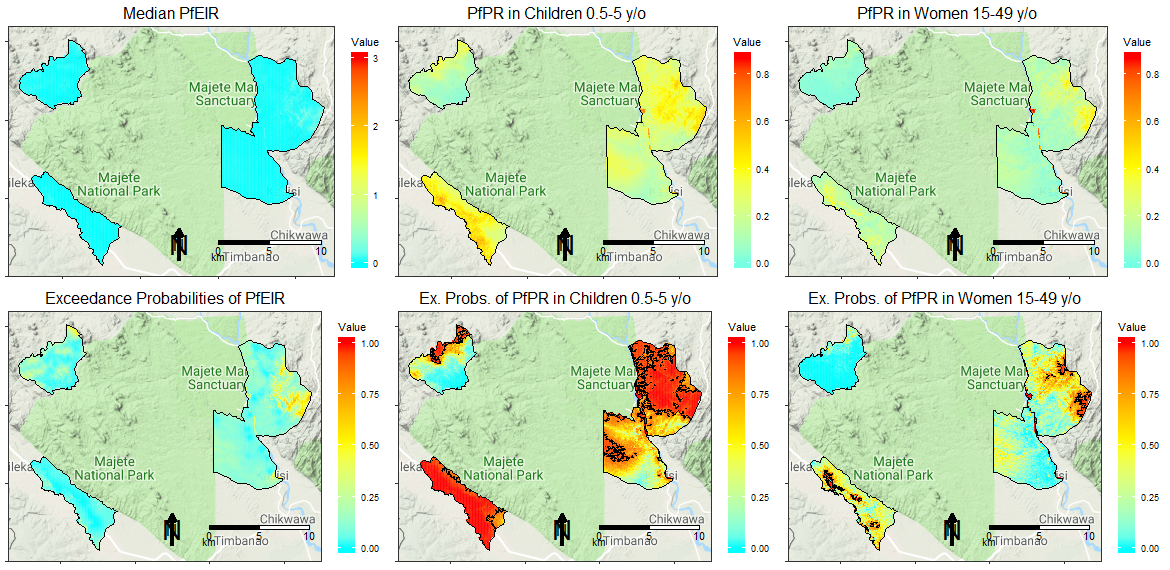 Median PfEIR
Value
3
2
1
0
Majete Ma
Sanctuary
Majete
National Park
ileka
isi
Chikwawa
0 5 10
km
Timbanao
N
PfPR in Children 0.5-5 y/o
Value
0.8
0.6
0.4
0.2
0.0
Majete Ma
Sanctuary
Majete
National Park
ileka
isi
Chikwawa
0 5 10
km
Timbanao
N
PfPR in Women 15-49 y/o
Value
0.8
0.6
0.4
0.2
0.0
Majete Ma
Sanctuary
Majete
National Park
ileka
isi
Chikwawa
0 5 10
km
Timbanao
N
Exceedance Probabilities of PfEIR
Value
1.00
0.75
0.50
0.25
0.00
Majete Ma
Sanctuary
Majete
National Park
ileka
isi
Chikwawa
0 5 10
km
Timbanao
N
Ex. Probs. of PfPR in Children 0.5-5 y/o
Value
1.00
0.75
0.50
0.25
0.00
Majete Ma
Sanctuary
Majete
National Park
ileka
isi
Chikwawa
0 5 10
km
Timbanao
N
Ex. Probs. of PfPR in Women 15-49 y/o
Value
1.00
0.75
0.50
0.25
0.00
Majete Ma
Sanctuary
Majete
National Park
ileka
isi
Chikwawa
0 5 10
km
Timbanao
N